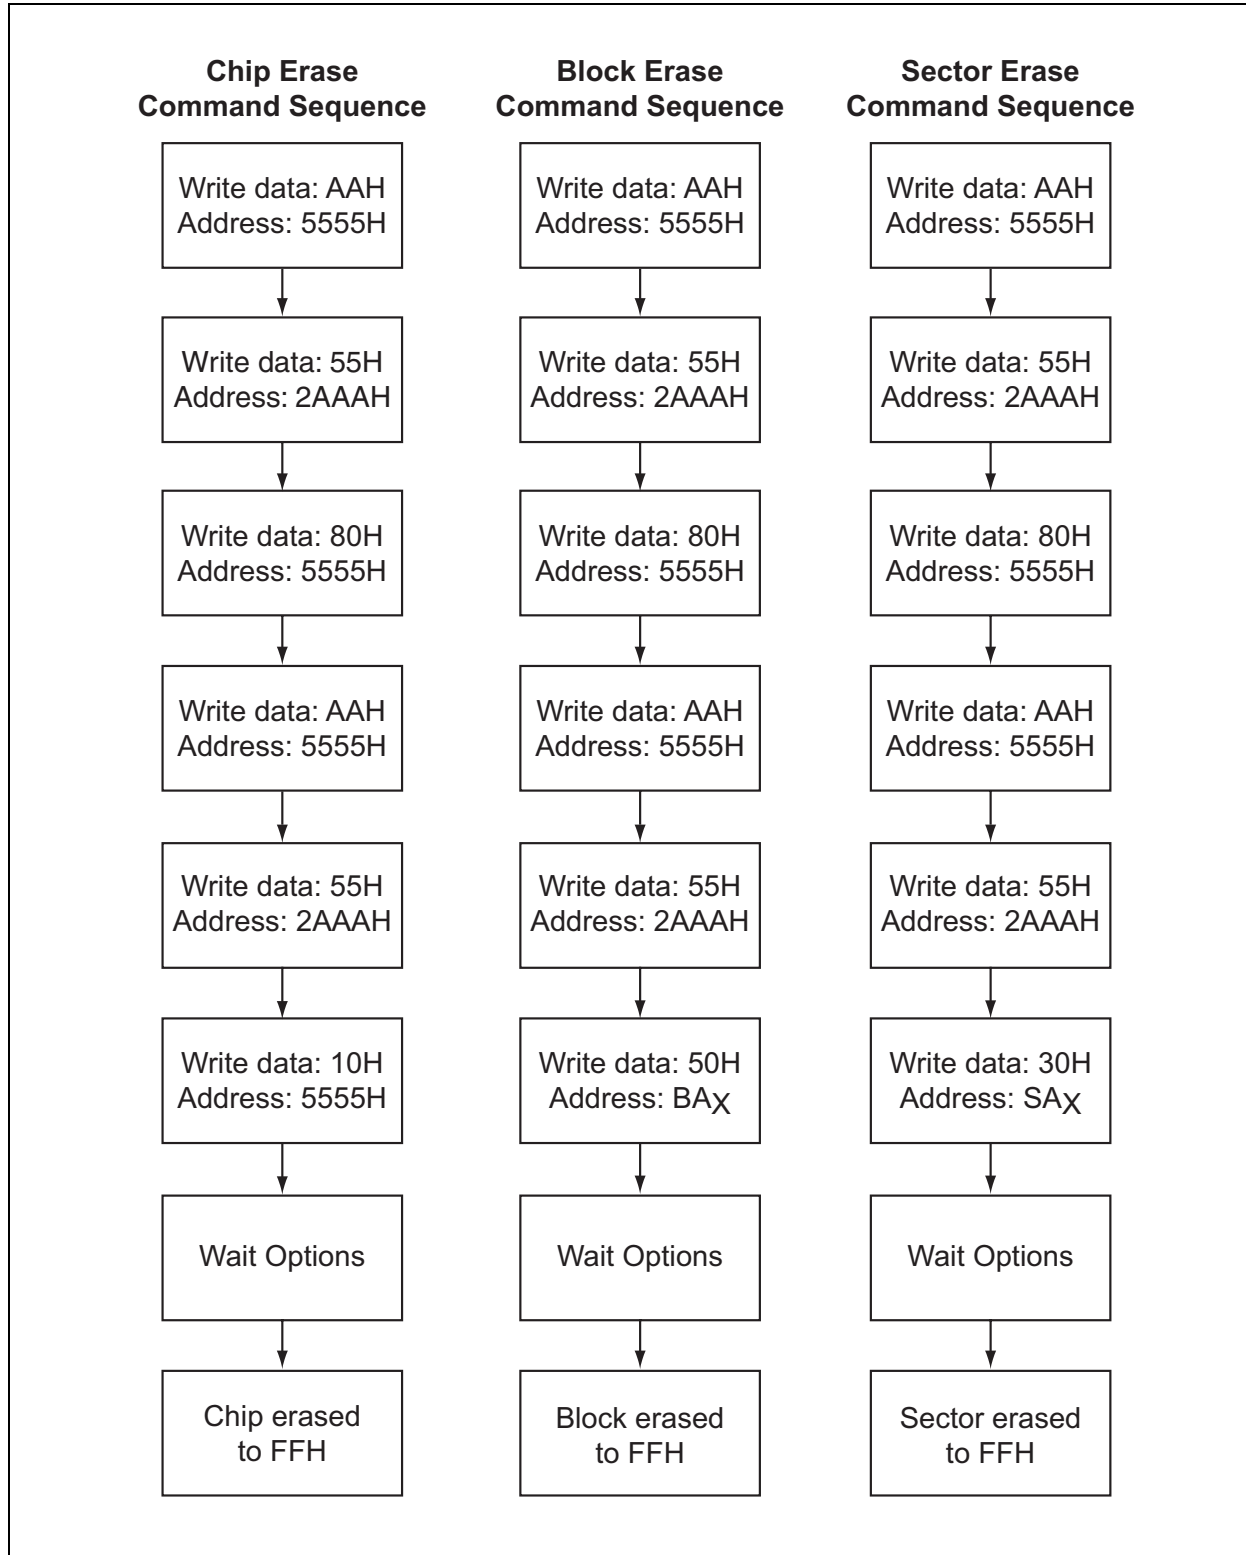 Chip Erase
Command Sequence
Write data: AAH
Address: 5555H
Write data: 55H
Address: 2AAAH
Write data: 80H
Address: 5555H
Write data: AAH
Address: 5555H
Write data: 55H
Address: 2AAAH
Write data: 10H
Address: 5555H
Wait Options
Chip erased
to FFH
Block Erase
Command Sequence
Write data: AAH
Address: 5555H
Write data: 55H
Address: 2AAAH
Write data: 80H
Address: 5555H
Write data: AAH
Address: 5555H
Write data: 55H
Address: 2AAAH
Write data: 50H
Address: BAX
Wait Options
Block erased
to FFH
Sector Erase
Command Sequence
Write data: AAH
Address: 5555H
Write data: 55H
Address: 2AAAH
Write data: 80H
Address: 5555H
Write data: AAH
Address: 5555H
Write data: 55H
Address: 2AAAH
Write data: 30H
Address: SAX
Wait Options
Sector erased
to FFH